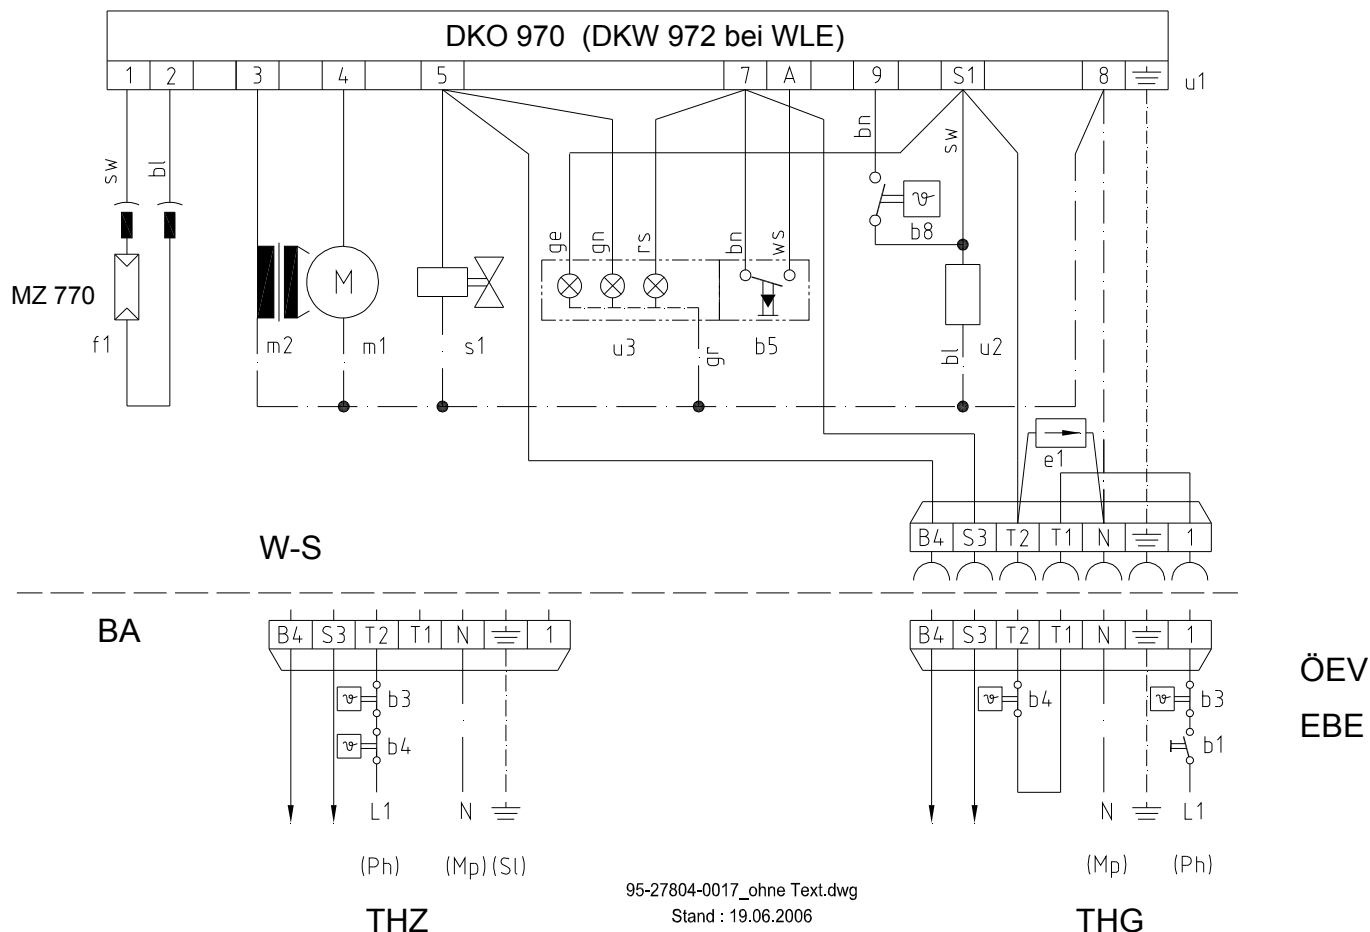 DKO 970 (DKW 972 bei WLE)
1 2 3 4 5 7 A 9 S1 8 u1
sw bl bn sw
b8
ge gn rs bn ws
MZ 770
M
f1 m2 m1 s1 u3 gr b5 bl u2
e1
B4 S3 T2 T1 N 1
W-S
BA
B4 S3 T2 T1 N 1
B4 S3 T2 T1 N 1
ϑ b3
ϑ b4
ϑ b4
ϑ b3
ϑ
b1
ÖEV
EBE
L1 N
N L1
(Ph) (Mp) (Sl)
(Mp) (Ph)
95-27804-0017_ohne Text.dwg
Stand : 19.06.2006
THZ
THG